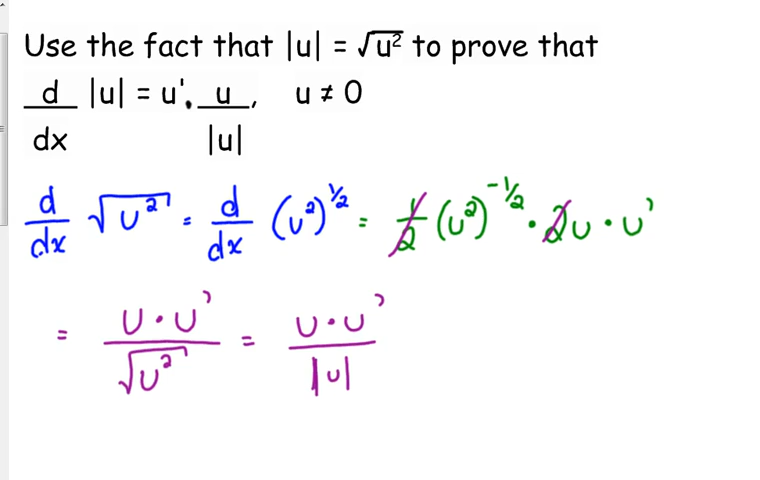 Use the fact that |u| = √u² to prove that
d/dx |u| = u'· u/|u|, u ≠ 0
d/dx √u² = d/dx (u²)^½ = ½ (u²)^-½ · 2u · u'
= u · u'/√u² = u · u'/|u|